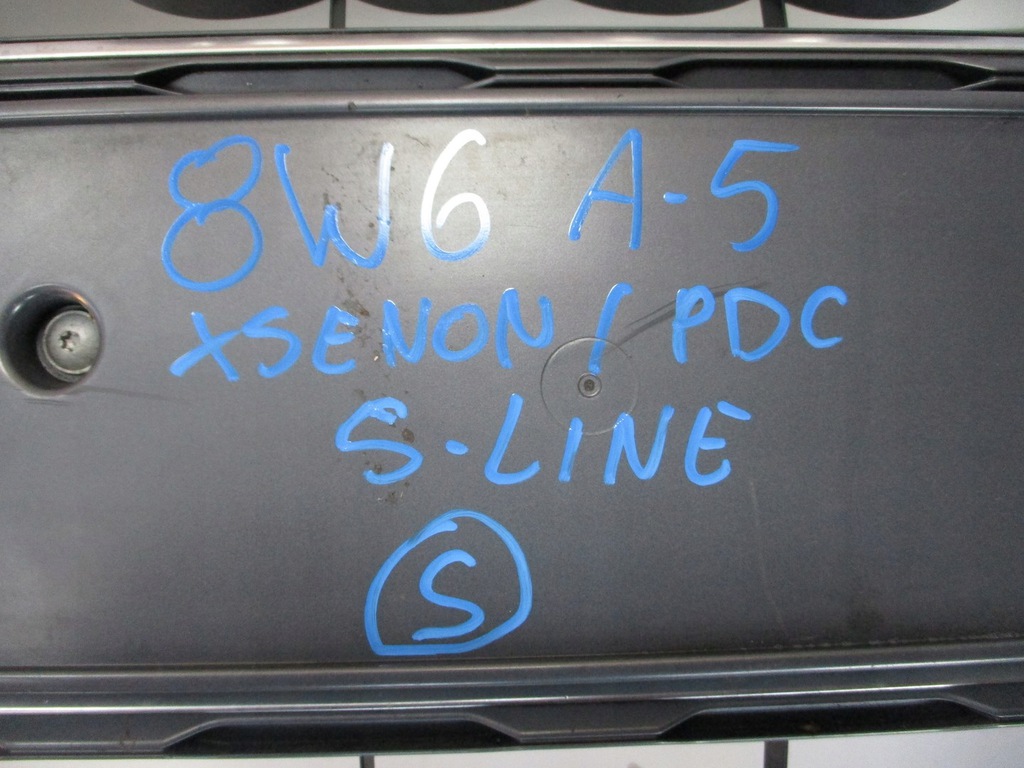 8W6 A-5
XSENON / PDC
S-LINE
S